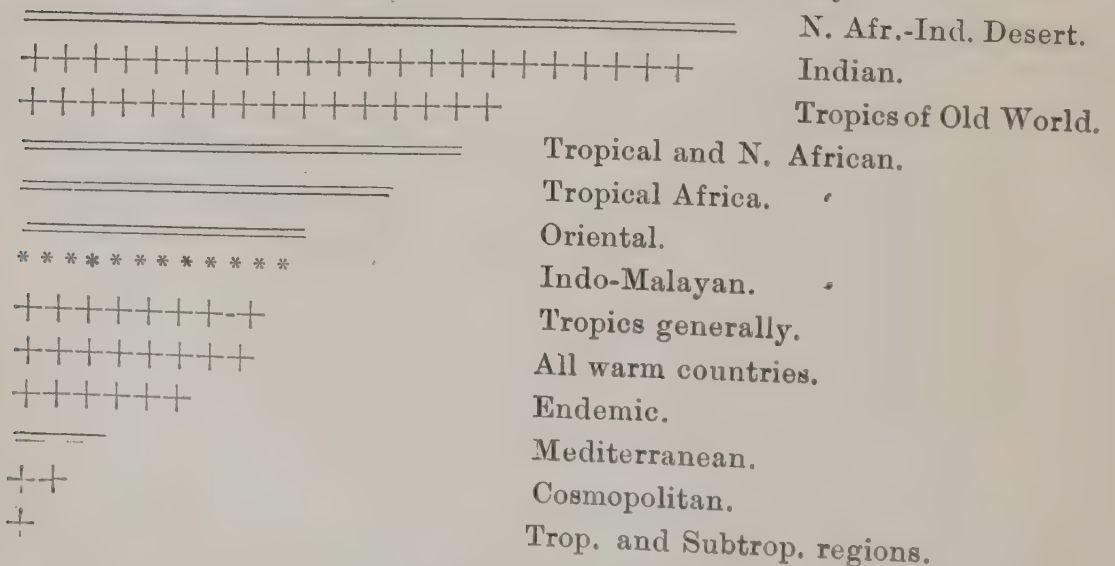 N. Afr.-Ind. Desert.
Indian.
Tropics of Old World.
Tropical and N. African.
Tropical Africa.
Oriental.
Indo-Malayan.
Tropics generally.
All warm countries.
Endemic.
Mediterranean.
Cosmopolitan.
Trop. and Subtrop. regions.